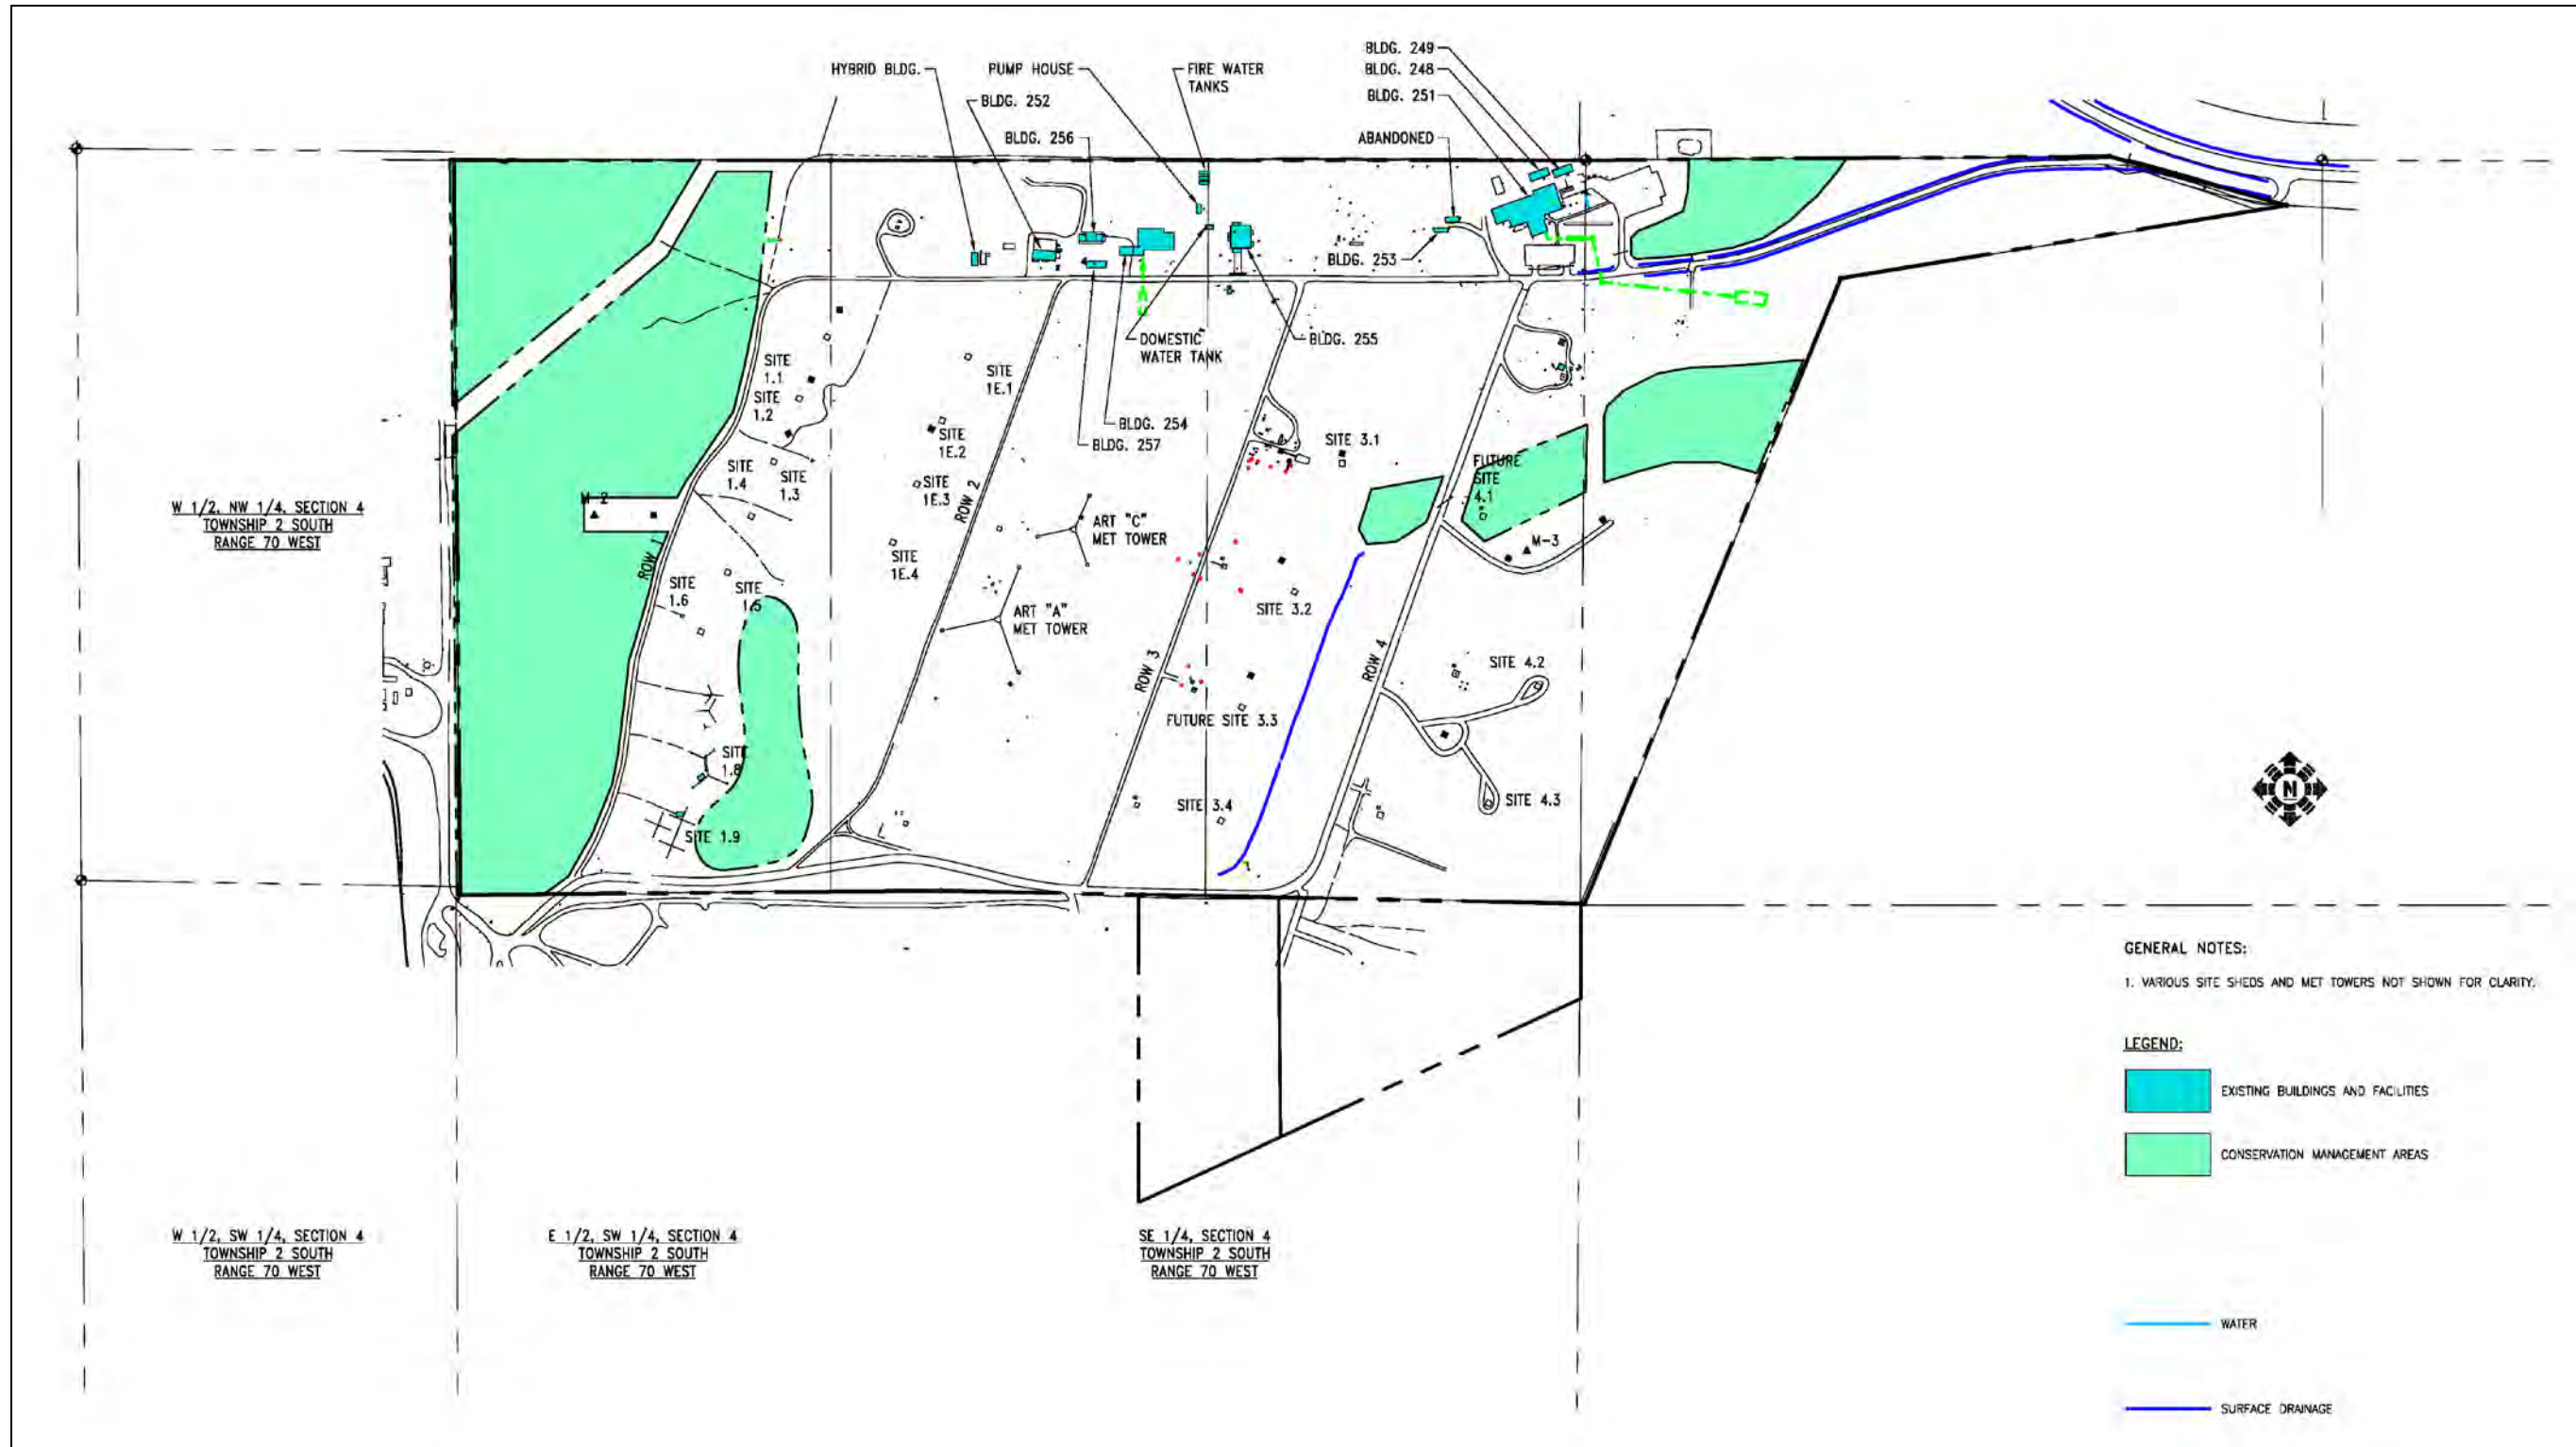 BLDG. 249
BLDG. 248
BLDG. 251
ABANDONED
HYBRID BLDG.
PUMP HOUSE
FIRE WATER
TANKS
BLDG. 252
BLDG. 256
BLDG. 253
DOMESTIC
WATER TANK
BLDG. 255
BLDG. 254
BLDG. 257
SITE
1.1
SITE
1.2
SITE
1E.1
SITE
1E.2
SITE
1E.3
SITE
1E.4
SITE
1.4
SITE
1.3
SITE 3.1
FUTURE
SITE
4.1
M-2
M-3
W 1/2, NW 1/4, SECTION 4
TOWNSHIP 2 SOUTH
RANGE 70 WEST
ROW 1
ROW 2
ROW 3
ROW 4
ART "C"
MET TOWER
ART "A"
MET TOWER
SITE
1.6
SITE
1.5
SITE 3.2
SITE 4.2
FUTURE SITE 3.3
SITE
1.8
SITE 3.4
SITE 4.3
SITE 1.9
N
GENERAL NOTES:
1. VARIOUS SITE SHEDS AND MET TOWERS NOT SHOWN FOR CLARITY.
LEGEND:
EXISTING BUILDINGS AND FACILITIES
CONSERVATION MANAGEMENT AREAS
W 1/2, SW 1/4, SECTION 4
TOWNSHIP 2 SOUTH
RANGE 70 WEST
E 1/2, SW 1/4, SECTION 4
TOWNSHIP 2 SOUTH
RANGE 70 WEST
SE 1/4, SECTION 4
TOWNSHIP 2 SOUTH
RANGE 70 WEST
WATER
SURFACE DRAINAGE